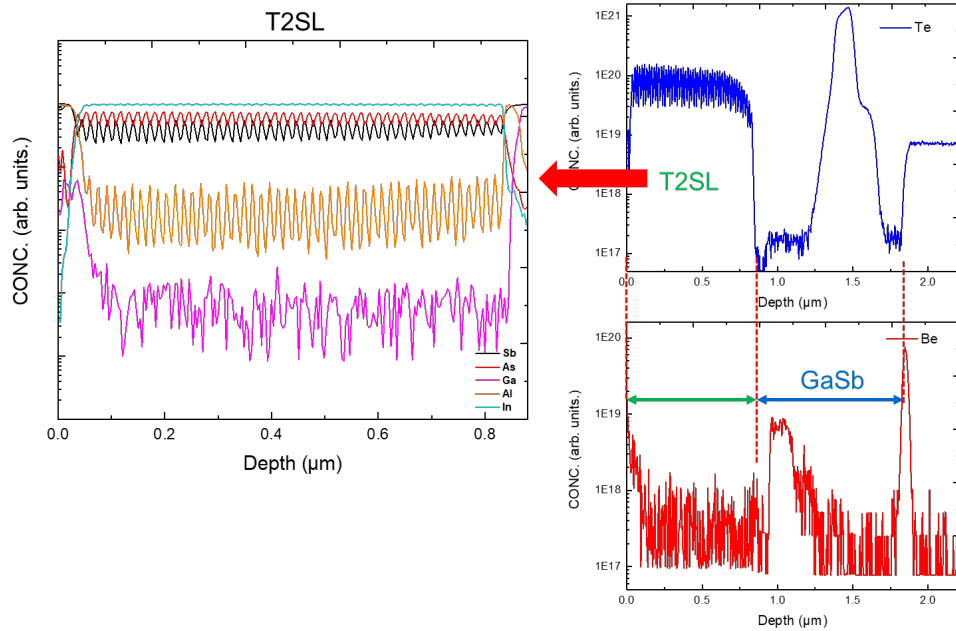 T2SL
CONC. (arb. units.)
Sb
As
Ga
Al
In
0.0 0.2 0.4 0.6 0.8
Depth (μm)
1E21
1E20
1E19
1E18
1E17
CONC. (arb. units.)
Te
T2SL
0.0 0.5 1.0 1.5 2.0
Depth (μm)
1E20
1E19
1E18
1E17
CONC. (arb. units.)
Be
GaSb
0.0 0.5 1.0 1.5 2.0
Depth (μm)